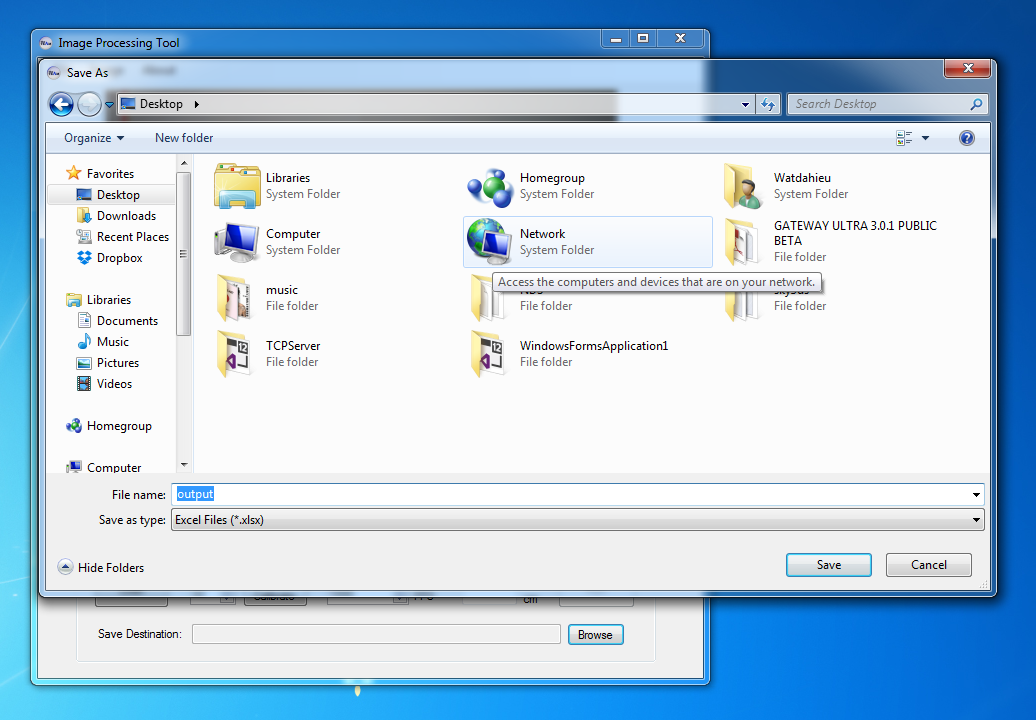 Image Processing Tool
Save As
Desktop
Search Desktop
Organize
New folder
Favorites
Desktop
Downloads
Recent Places
Dropbox
Libraries
Documents
Music
Pictures
Videos
Homegroup
Computer
Libraries
System Folder
Homegroup
System Folder
Watdahieu
System Folder
Computer
System Folder
Network
System Folder
GATEWAY ULTRA 3.0.1 PUBLIC
BETA
File folder
Access the computers and devices that are on your network.
music
File folder
File folder
File folder
TCPServer
File folder
WindowsFormsApplication1
File folder
File name:
output
Save as type:
Excel Files (*.xlsx)
Hide Folders
Save
Cancel
cm
Save Destination:
Browse